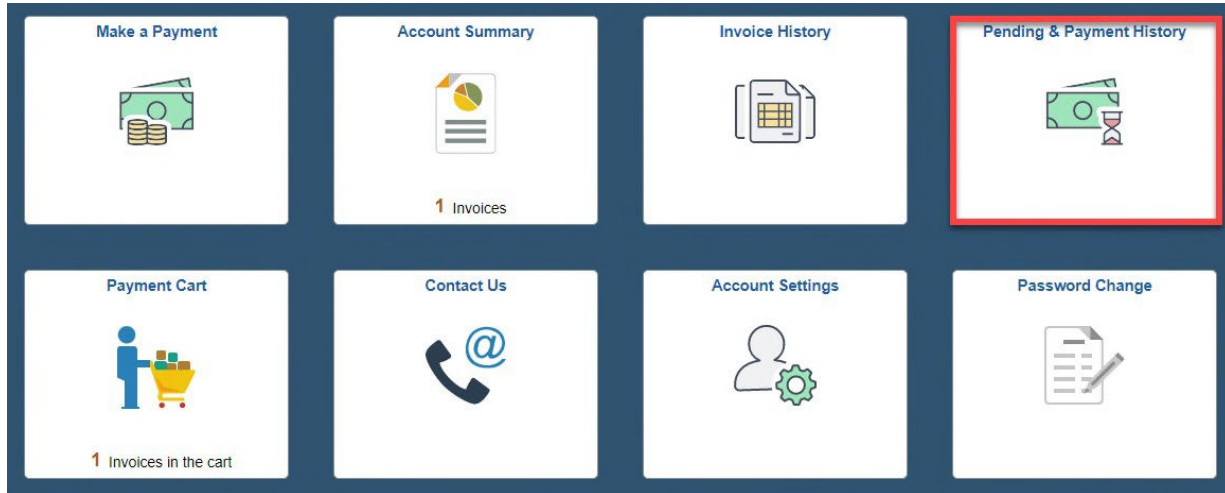 Make a Payment
Account Summary
Invoice History
Pending & Payment History
1 Invoices
Payment Cart
Contact Us
Account Settings
Password Change
@
1 Invoices in the cart